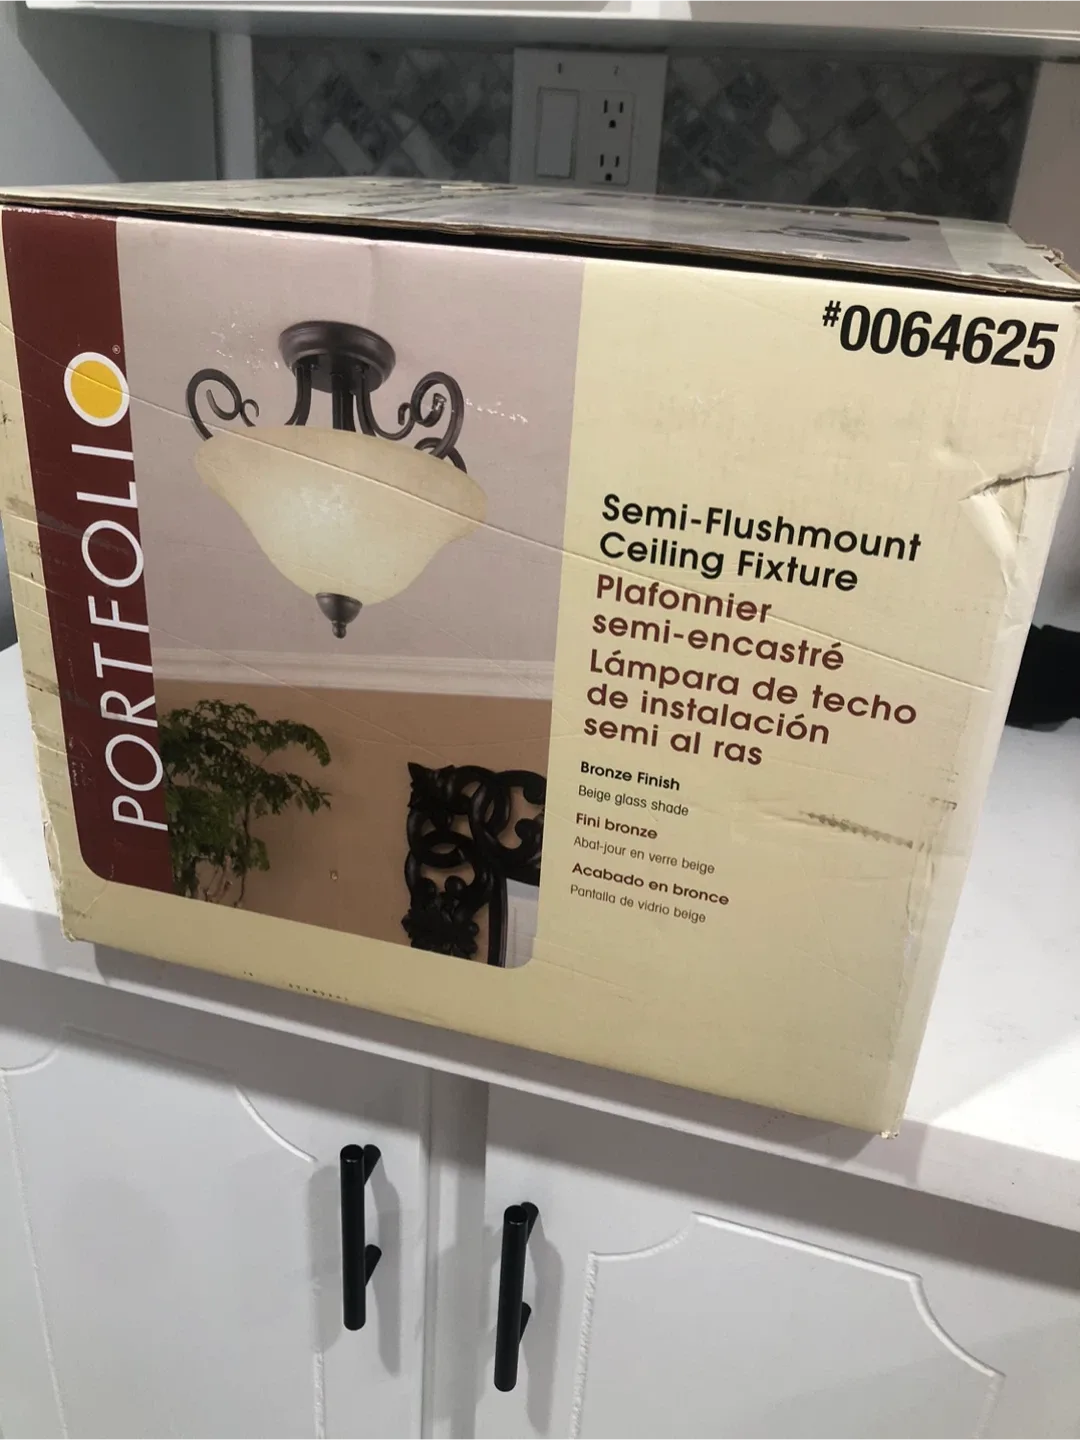 PORTFOLIO®
#0064625
Semi-Flushmount
Ceiling Fixture
Plafonnier
semi-encastré
Lámpara de techo
de instalación
semi al ras
Bronze Finish
Beige glass shade
Fini bronze
Abat-jour en verre beige
Acabado en bronce
Pantalla de vidrio beige